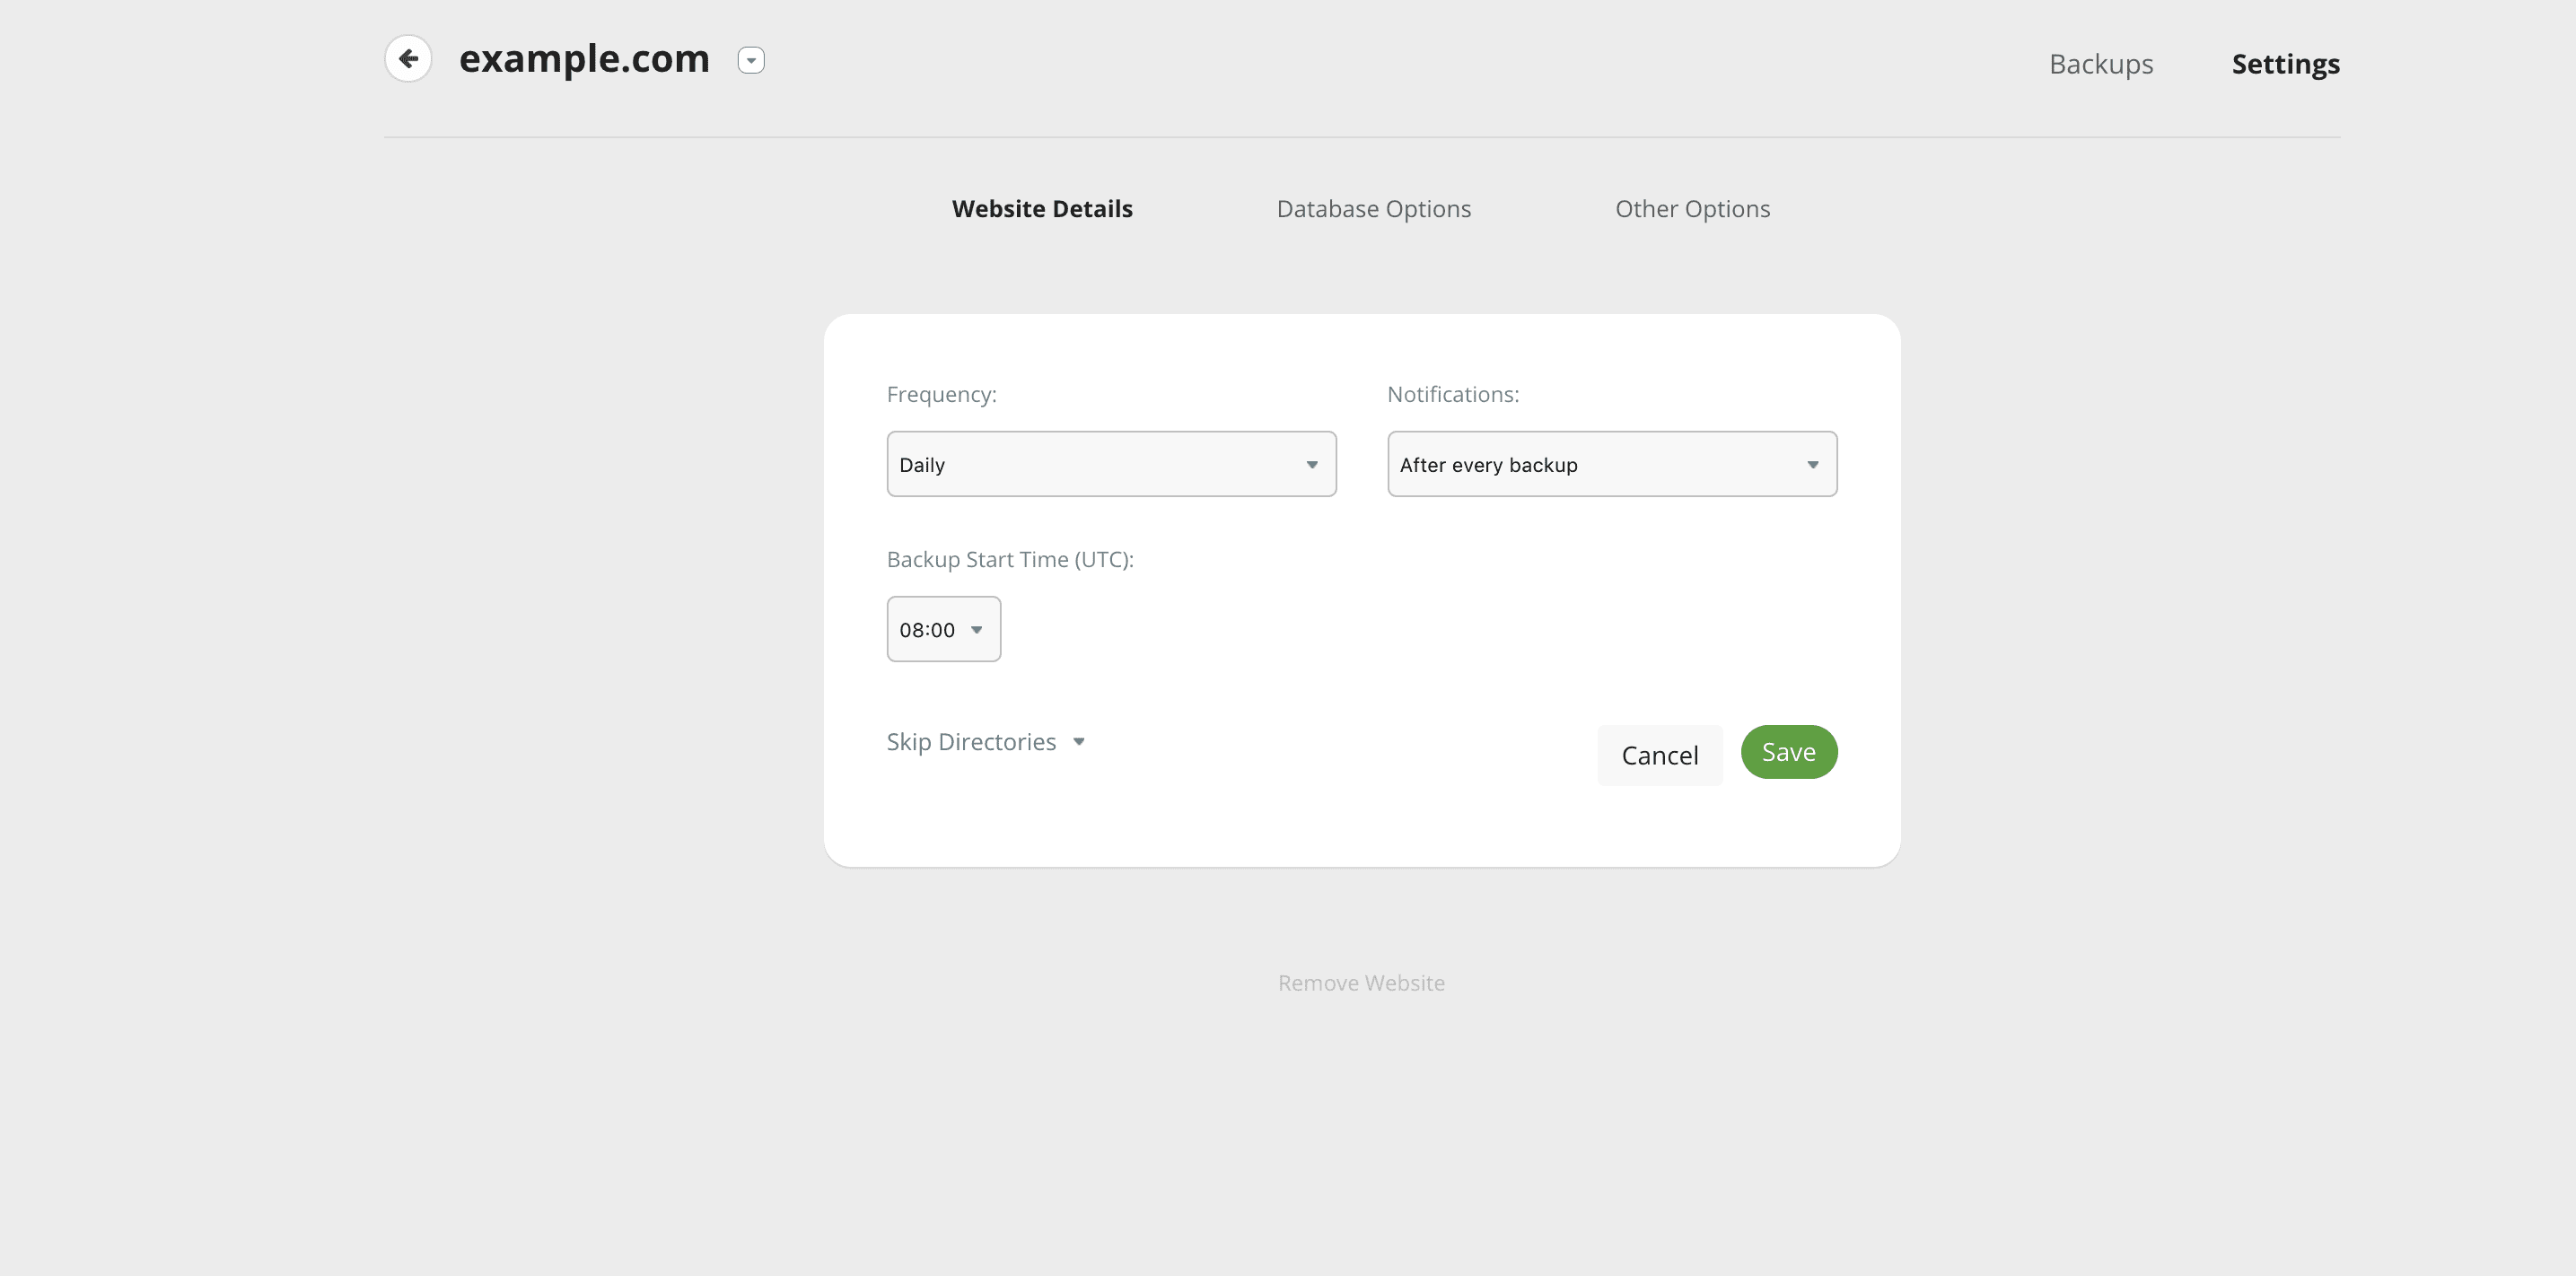 example.com
Backups Settings
Website Details Database Options Other Options
Frequency: Notifications:
Daily After every backup
Backup Start Time (UTC):
08:00
Skip Directories Cancel Save
Remove Website